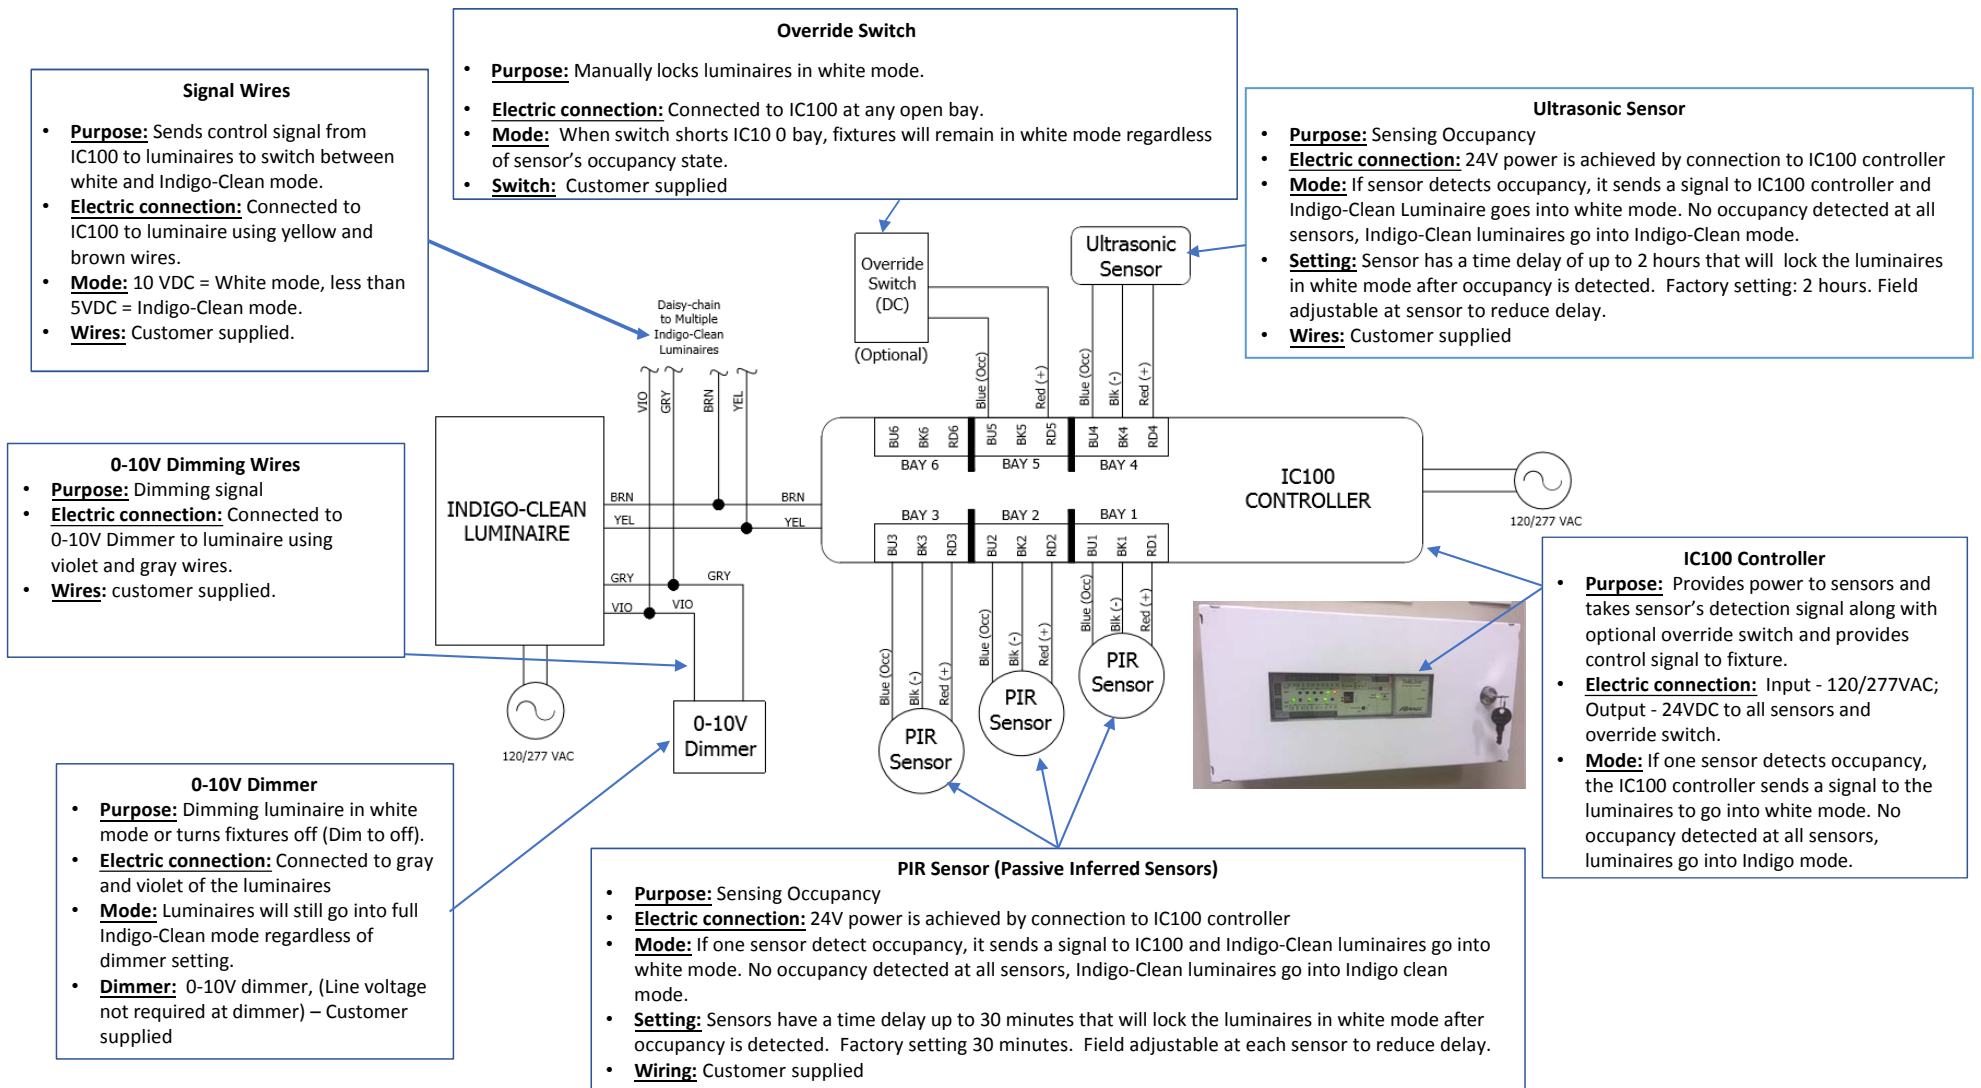 Override Switch
• Purpose: Manually locks luminaires in white mode.
• Electric connection: Connected to IC100 at any open bay.
• Mode: When switch shorts IC10 0 bay, fixtures will remain in white mode regardless
of sensor's occupancy state.
• Switch: Customer supplied
Signal Wires
• Purpose: Sends control signal from
IC100 to luminaires to switch between
white and Indigo-Clean mode.
• Electric connection: Connected to
IC100 to luminaire using yellow and
brown wires.
• Mode: 10 VDC = White mode, less than
5VDC = Indigo-Clean mode.
• Wires: Customer supplied.
Ultrasonic Sensor
• Purpose: Sensing Occupancy
• Electric connection: 24V power is achieved by connection to IC100 controller
• Mode: If sensor detects occupancy, it sends a signal to IC100 controller and
Indigo-Clean Luminaire goes into white mode. No occupancy detected at all
sensors, Indigo-Clean luminaires go into Indigo-Clean mode.
• Setting: Sensor has a time delay of up to 2 hours that will lock the luminaires
in white mode after occupancy is detected. Factory setting: 2 hours. Field
adjustable at sensor to reduce delay.
• Wires: Customer supplied
Override
Switch
(DC)
(Optional)
Ultrasonic
Sensor
Daisy-chain
to Multiple
Indigo-Clean
Luminaires
VIO
GRY
BRN
YEL
Blue (Occ)
Red (+)
Blue (Occ)
Blk (-)
Red (+)
BU6
BK6
RD6
BU5
BK5
RD5
BU4
BK4
RD4
BAY 6
BAY 5
BAY 4
IC100
CONTROLLER
120/277 VAC
BAY 3
BAY 2
BAY 1
BU3
BK3
RD3
BU2
BK2
RD2
BU1
BK1
RD1
INDIGO-CLEAN
LUMINAIRE
BRN
BRN
YEL
YEL
GRY
GRY
VIO
VIO
120/277 VAC
0-10V
Dimmer
Blue (Occ)
Blk (-)
Red (+)
Blue (Occ)
Blk (-)
Red (+)
Blue (Occ)
Blk (-)
Red (+)
PIR
Sensor
PIR
Sensor
PIR
Sensor
0-10V Dimming Wires
• Purpose: Dimming signal
• Electric connection: Connected to
0-10V Dimmer to luminaire using
violet and gray wires.
• Wires: customer supplied.
IC100 Controller
• Purpose: Provides power to sensors and
takes sensor's detection signal along with
optional override switch and provides
control signal to fixture.
• Electric connection: Input - 120/277VAC;
Output - 24VDC to all sensors and
override switch.
• Mode: If one sensor detects occupancy,
the IC100 controller sends a signal to the
luminaires to go into white mode. No
occupancy detected at all sensors,
luminaires go into Indigo mode.
0-10V Dimmer
• Purpose: Dimming luminaire in white
mode or turns fixtures off (Dim to off).
• Electric connection: Connected to gray
and violet of the luminaires
• Mode: Luminaires will still go into full
Indigo-Clean mode regardless of
dimmer setting.
• Dimmer: 0-10V dimmer, (Line voltage
not required at dimmer) – Customer
supplied
PIR Sensor (Passive Inferred Sensors)
• Purpose: Sensing Occupancy
• Electric connection: 24V power is achieved by connection to IC100 controller
• Mode: If one sensor detect occupancy, it sends a signal to IC100 and Indigo-Clean luminaires go into
white mode. No occupancy detected at all sensors, Indigo-Clean luminaires go into Indigo clean
mode.
• Setting: Sensors have a time delay up to 30 minutes that will lock the luminaires in white mode after
occupancy is detected. Factory setting 30 minutes. Field adjustable at each sensor to reduce delay.
• Wiring: Customer supplied